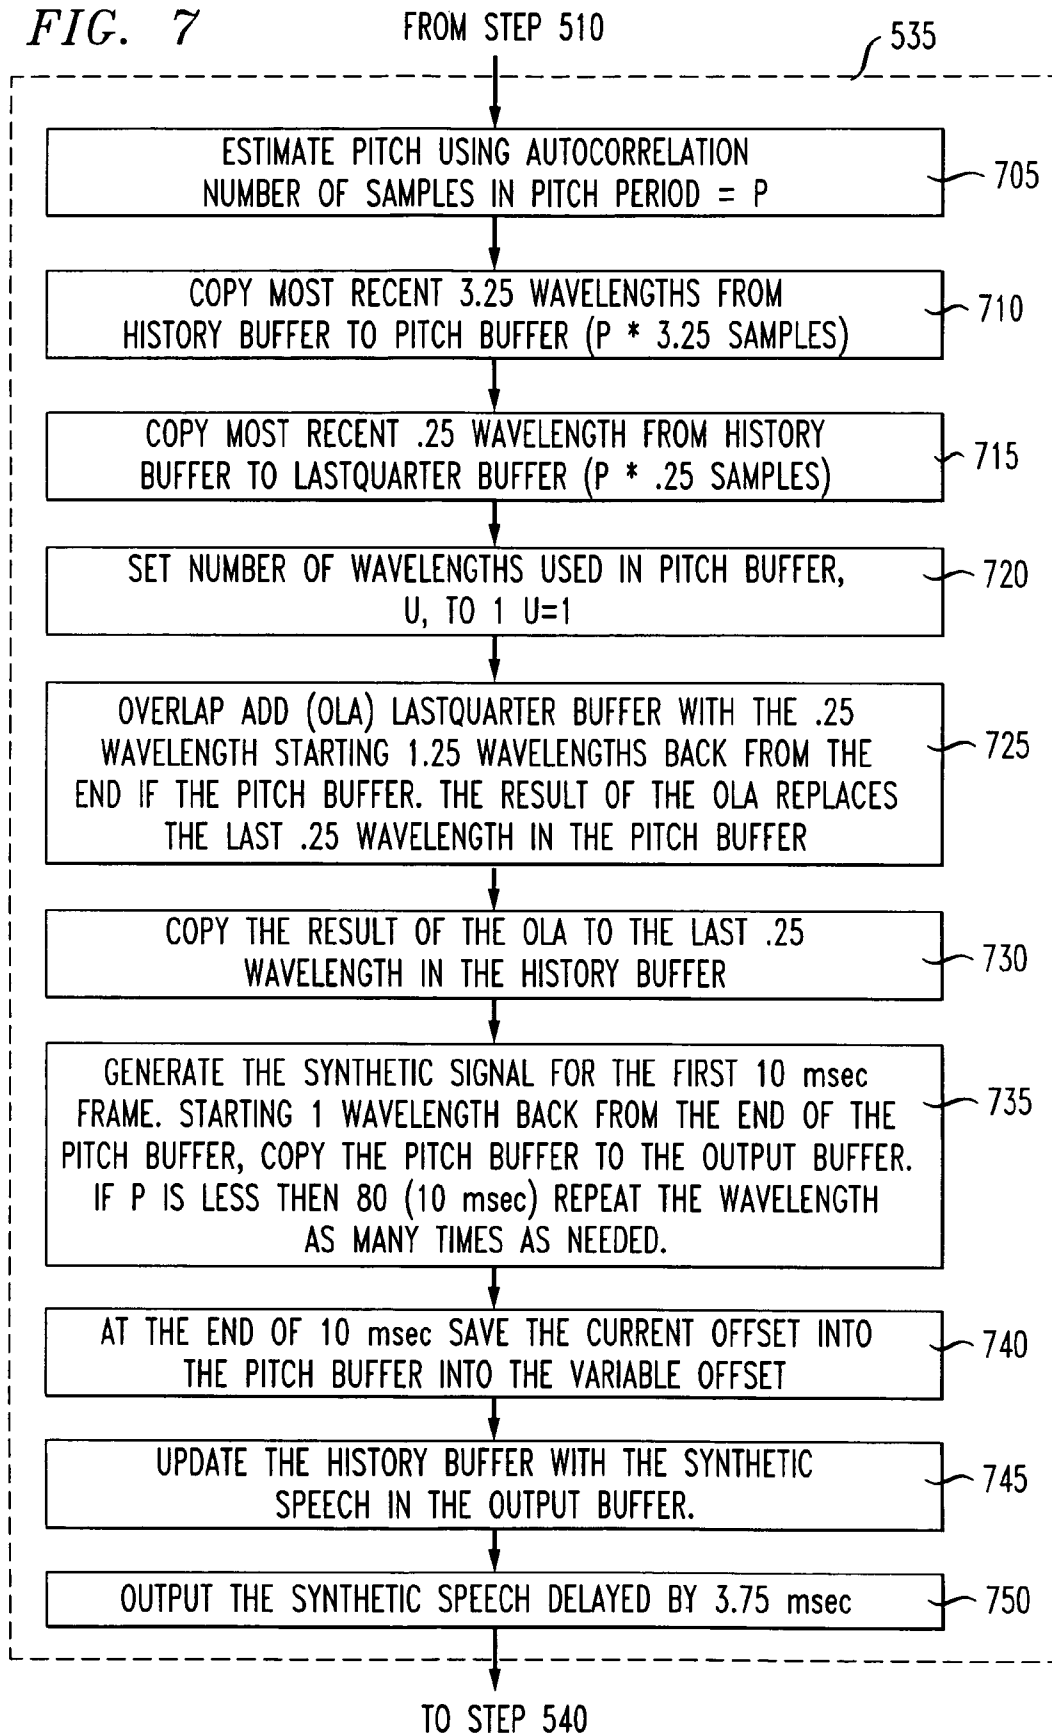 FIG. 7
FROM STEP 510
535
ESTIMATE PITCH USING AUTOCORRELATION
NUMBER OF SAMPLES IN PITCH PERIOD = P
705
COPY MOST RECENT 3.25 WAVELENGTHS FROM
HISTORY BUFFER TO PITCH BUFFER (P * 3.25 SAMPLES)
710
COPY MOST RECENT .25 WAVELENGTH FROM HISTORY
BUFFER TO LASTQUARTER BUFFER (P * .25 SAMPLES)
715
SET NUMBER OF WAVELENGTHS USED IN PITCH BUFFER,
U, TO 1 U=1
720
OVERLAP ADD (OLA) LASTQUARTER BUFFER WITH THE .25
WAVELENGTH STARTING 1.25 WAVELENGTHS BACK FROM THE
END IF THE PITCH BUFFER. THE RESULT OF THE OLA REPLACES
THE LAST .25 WAVELENGTH IN THE PITCH BUFFER
725
COPY THE RESULT OF THE OLA TO THE LAST .25
WAVELENGTH IN THE HISTORY BUFFER
730
GENERATE THE SYNTHETIC SIGNAL FOR THE FIRST 10 msec
FRAME. STARTING 1 WAVELENGTH BACK FROM THE END OF THE
PITCH BUFFER, COPY THE PITCH BUFFER TO THE OUTPUT BUFFER.
IF P IS LESS THEN 80 (10 msec) REPEAT THE WAVELENGTH
AS MANY TIMES AS NEEDED.
735
AT THE END OF 10 msec SAVE THE CURRENT OFFSET INTO
THE PITCH BUFFER INTO THE VARIABLE OFFSET
740
UPDATE THE HISTORY BUFFER WITH THE SYNTHETIC
SPEECH IN THE OUTPUT BUFFER.
745
OUTPUT THE SYNTHETIC SPEECH DELAYED BY 3.75 msec
750
TO STEP 540